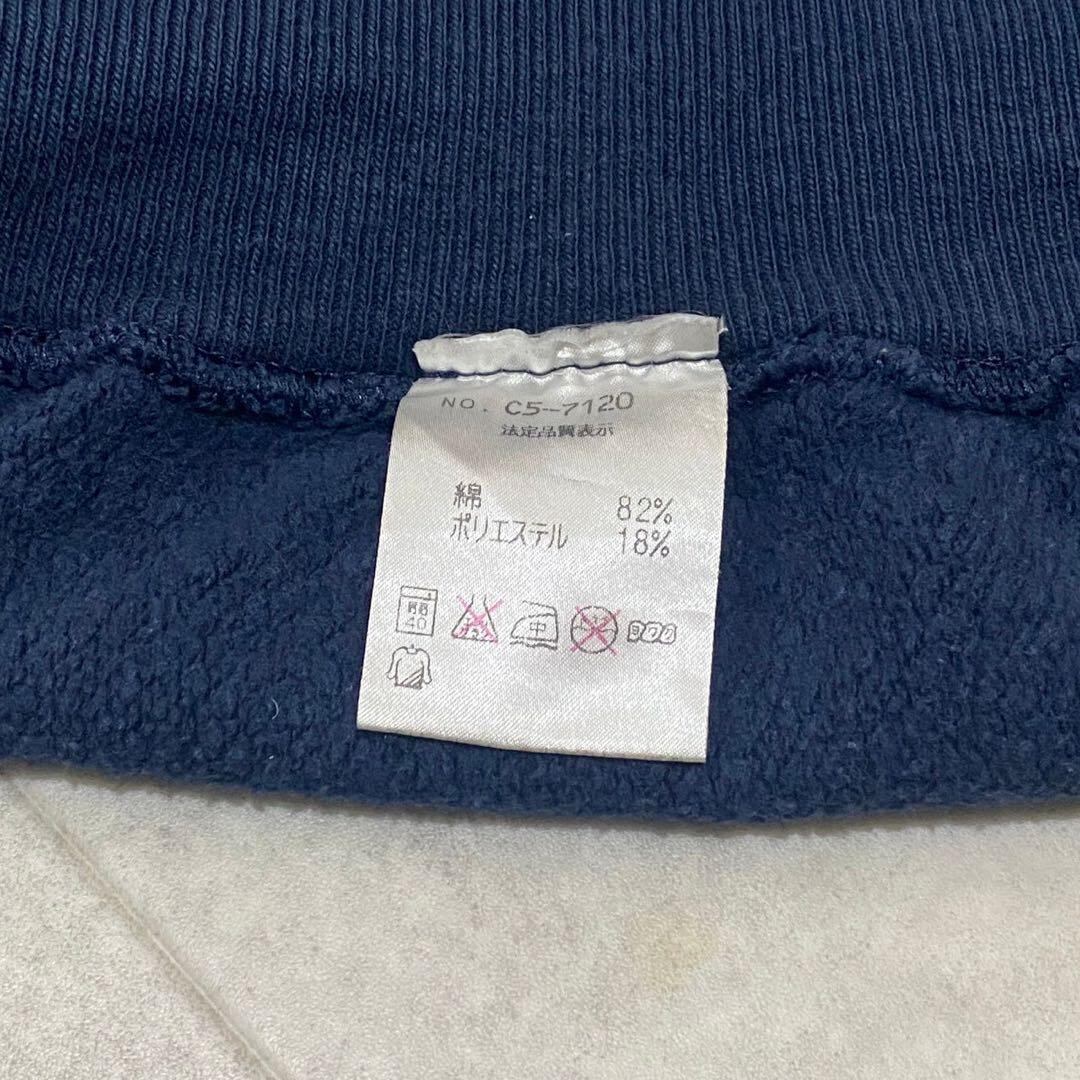 NO. C5-7120
法定品質表示
綿 82%
ポリエステル 18%
40
中